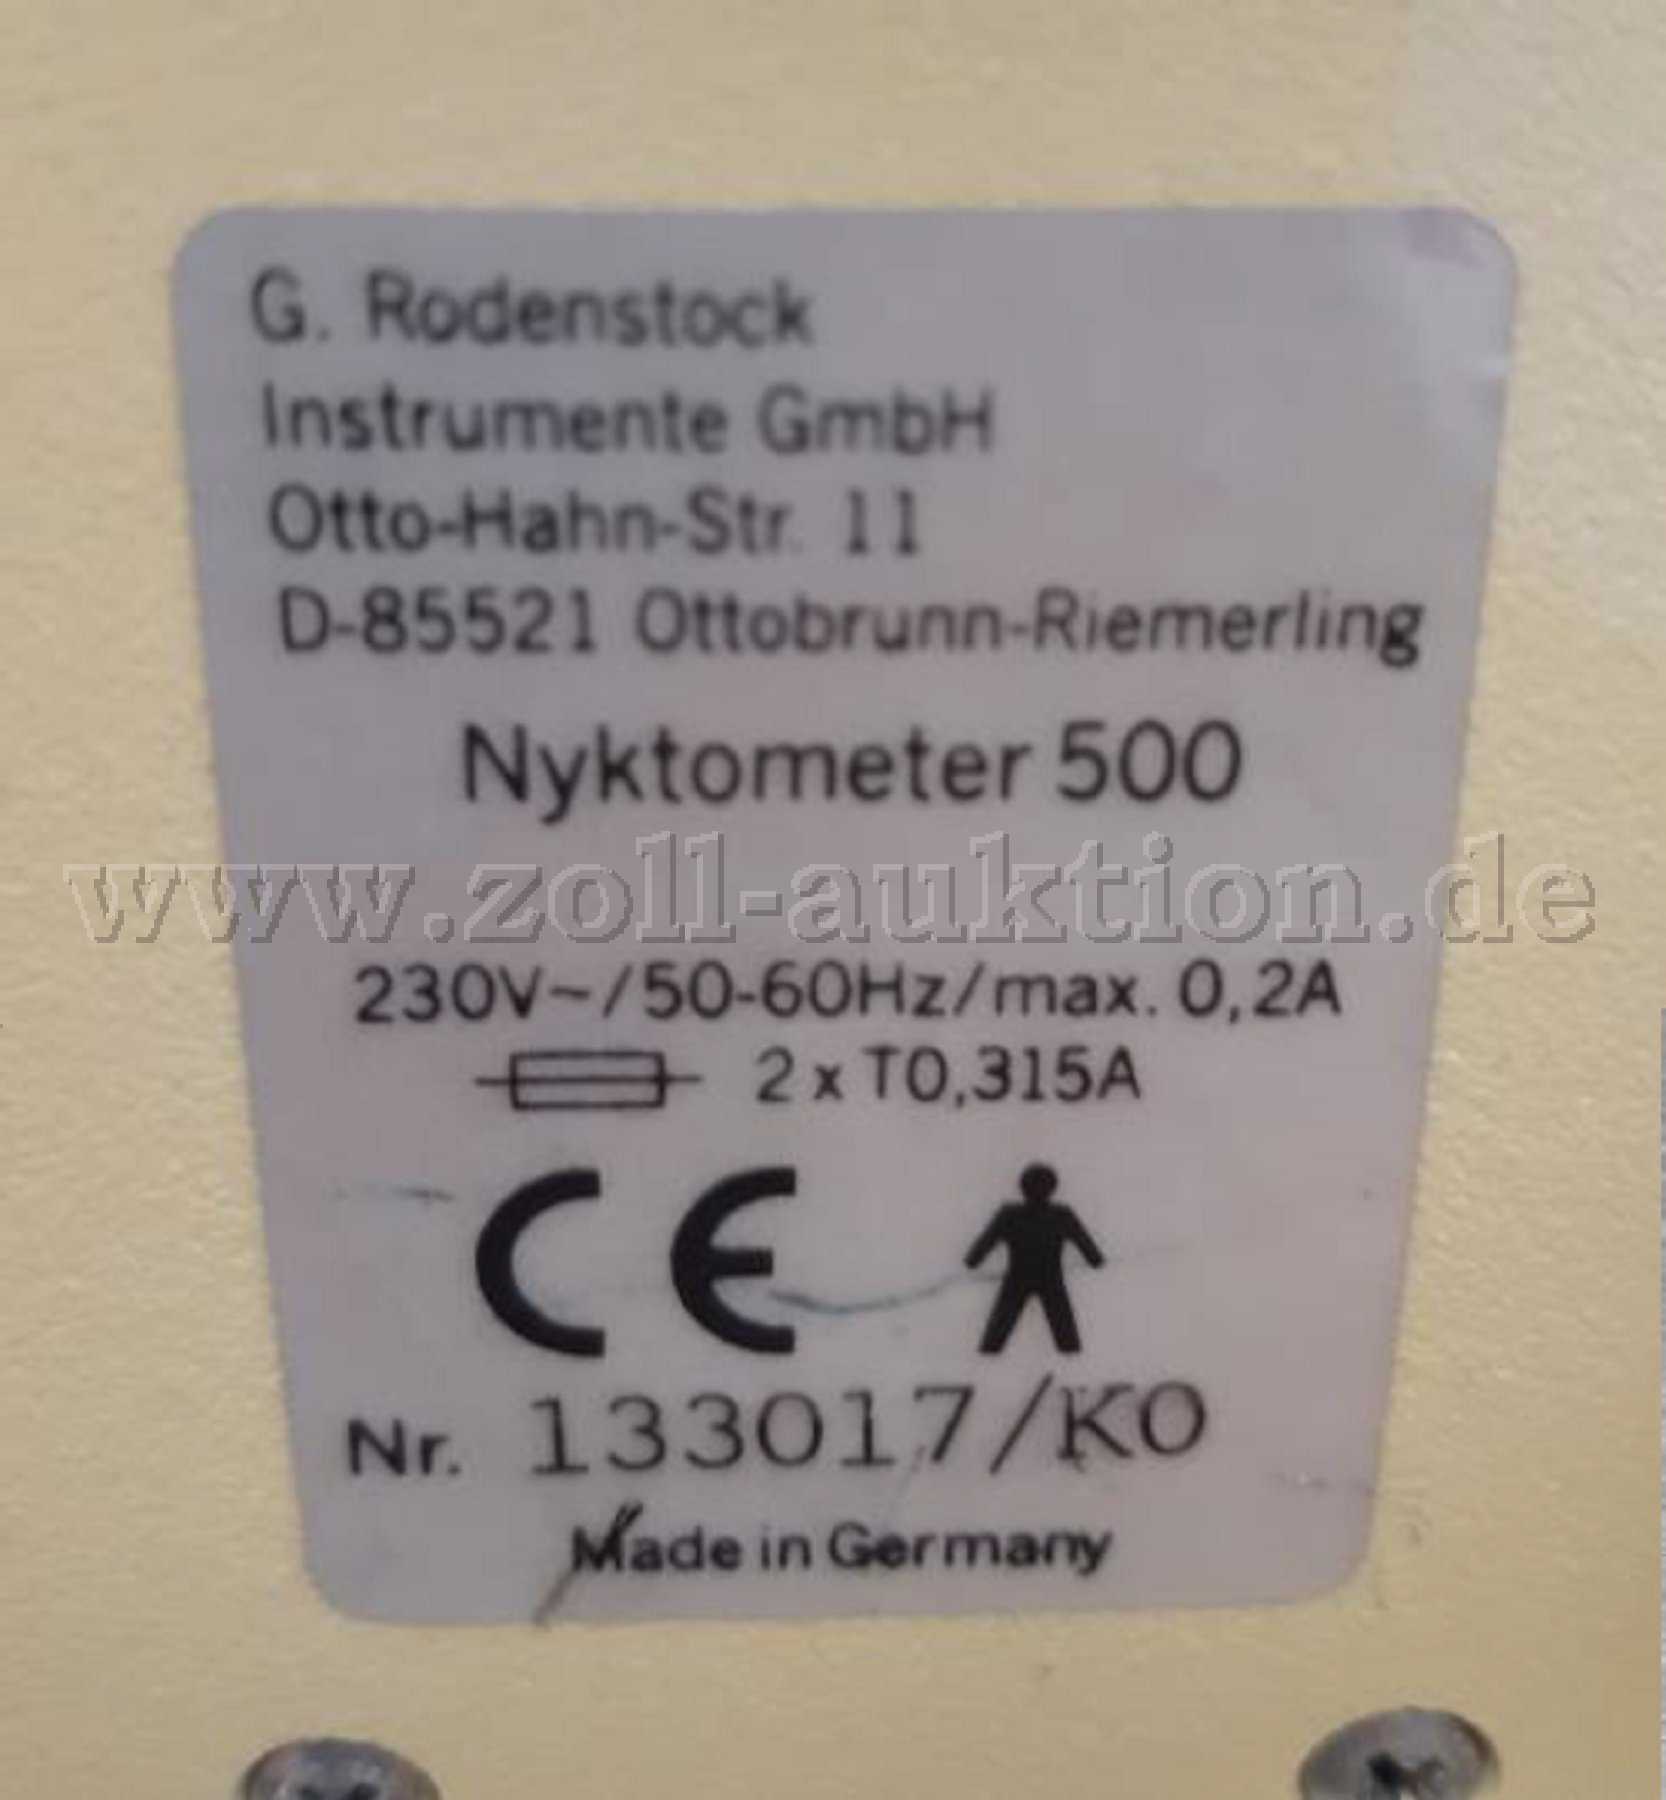 G. Rodenstock
Instrumente GmbH
Otto-Hahn-Str. 11
D-85521 Ottobrunn-Riemerling
Nyktometer 500
www.zoll-auktion.de
230V~/50-60Hz/max. 0,2A
2 x T0,315A
CE
Nr. 133017/KO
Made in Germany